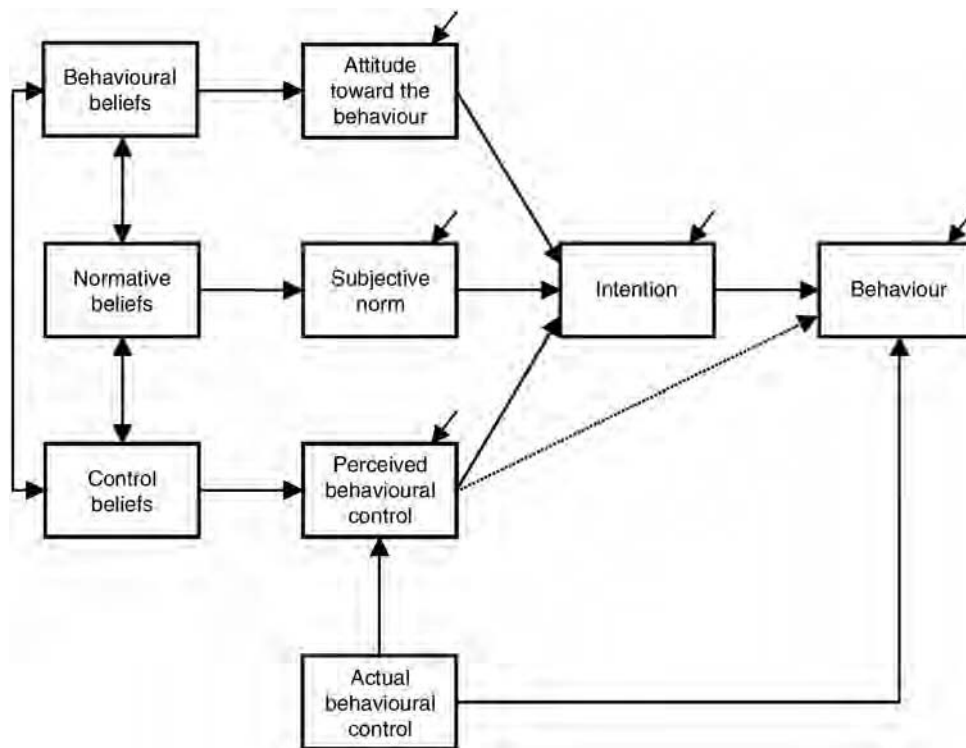 Behavioural
beliefs
Attitude
toward the
behaviour
Normative
beliefs
Subjective
norm
Intention
Behaviour
Control
beliefs
Perceived
behavioural
control
Actual
behavioural
control